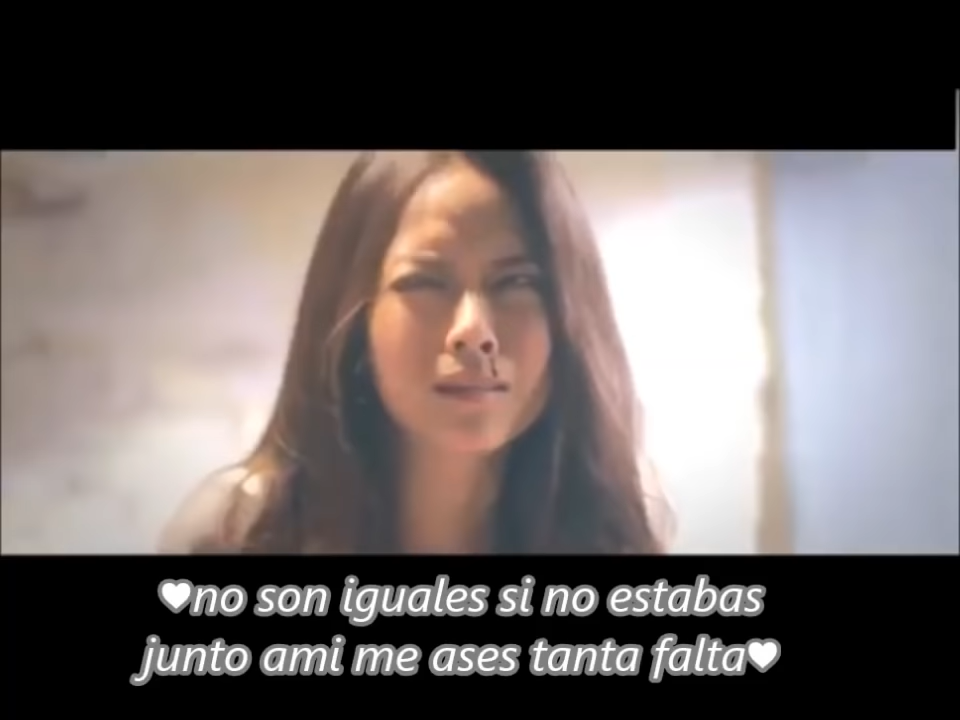 ♥no son iguales si no estabas
junto ami me ases tanta falta♥